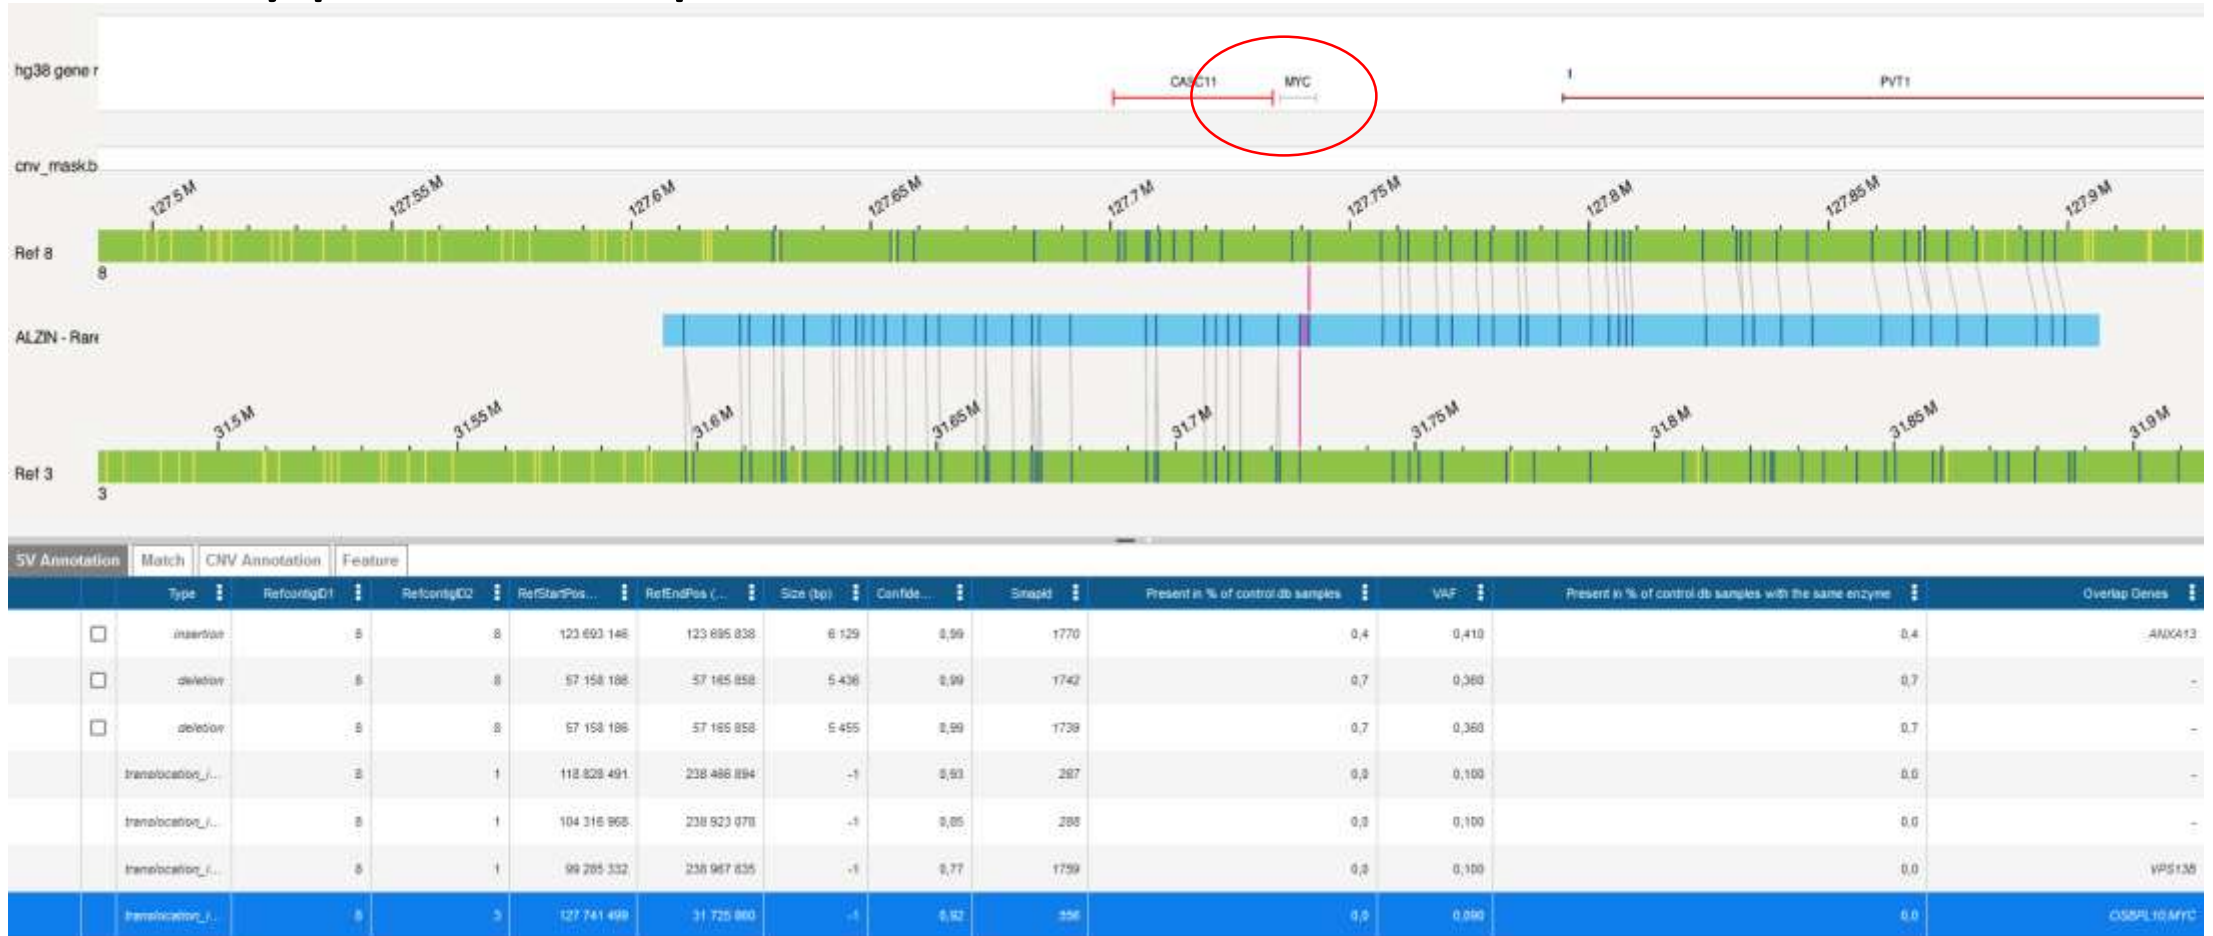 hg38 gene r
CASC11 MYC PVT1
cnv_mask.b
127.5 M 127.55 M 127.6 M 127.65 M 127.7 M 127.75 M 127.8 M 127.85 M 127.9 M
Ref 8
8
ALZIN - Rare
31.5 M 31.55 M 31.6 M 31.65 M 31.7 M 31.75 M 31.8 M 31.85 M 31.9 M
Ref 3
3
SV Annotation Match CNV Annotation Feature
Type RefcontigID1 RefcontigID2 RefStartPos... RefEndPos (... Size (bp) Confide... SmapId Present in % of control db samples VAF Present in % of control db samples with the same enzyme Overlap Genes
insertion 8 8 123 693 146 123 695 838 6 129 0,99 1770 0,4 0,410 0,4 ANXA13
deletion 8 8 57 158 186 57 165 858 5 436 0,99 1742 0,7 0,360 0,7 -
deletion 8 8 57 158 186 57 165 858 5 455 0,99 1739 0,7 0,360 0,7 -
translocation_i... 8 1 118 828 491 238 466 894 -1 0,93 287 0,0 0,100 0,0 -
translocation_i... 8 1 104 316 968 238 923 078 -1 0,85 288 0,0 0,100 0,0 -
translocation_i... 8 1 99 285 332 238 967 635 -1 0,77 1759 0,0 0,100 0,0 VPS13B
translocation_i... 8 3 127 741 499 31 725 860 -1 0,92 356 0,0 0,090 0,0 OSBPL10;MYC